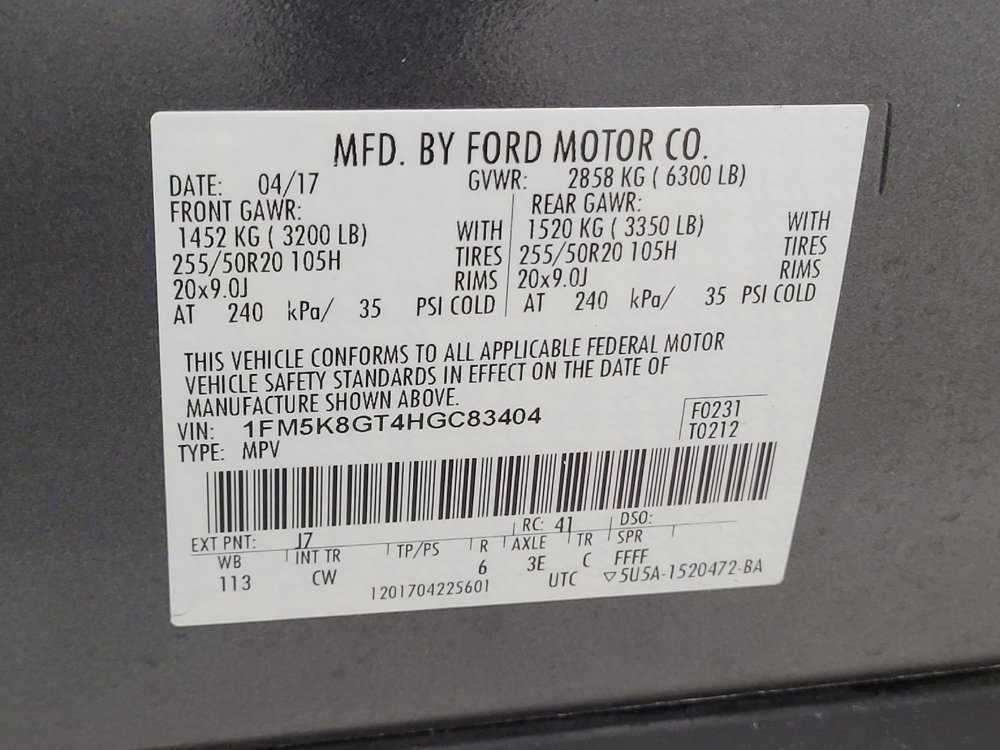 MFD. BY FORD MOTOR CO.
DATE: 04/17 GVWR: 2858 KG ( 6300 LB)
FRONT GAWR: REAR GAWR:
1452 KG ( 3200 LB) WITH 1520 KG ( 3350 LB) WITH
255/50R20 105H TIRES 255/50R20 105H TIRES
20x9.0J RIMS 20x9.0J RIMS
AT 240 kPa/ 35 PSI COLD AT 240 kPa/ 35 PSI COLD
THIS VEHICLE CONFORMS TO ALL APPLICABLE FEDERAL MOTOR
VEHICLE SAFETY STANDARDS IN EFFECT ON THE DATE OF
MANUFACTURE SHOWN ABOVE.
VIN: 1FM5K8GT4HGC83404 F0231
TYPE: MPV T0212
EXT PNT: J7 RC: 41 DSO:
WB INT TR TP/PS R AXLE TR SPR
113 CW 6 3E C FFFF
1201704225601 UTC ▽5U5A-1520472-BA